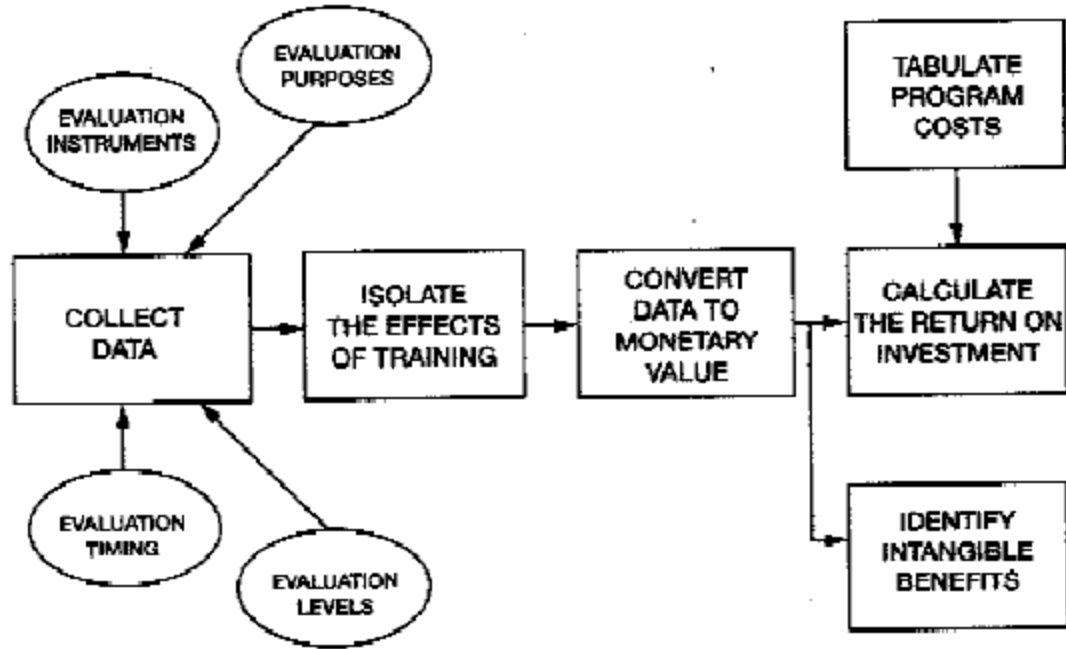 EVALUATION
PURPOSES
EVALUATION
INSTRUMENTS
TABULATE
PROGRAM
COSTS
COLLECT
DATA
ISOLATE
THE EFFECTS
OF TRAINING
CONVERT
DATA TO
MONETARY
VALUE
CALCULATE
THE RETURN ON
INVESTMENT
EVALUATION
TIMING
EVALUATION
LEVELS
IDENTIFY
INTANGIBLE
BENEFITS